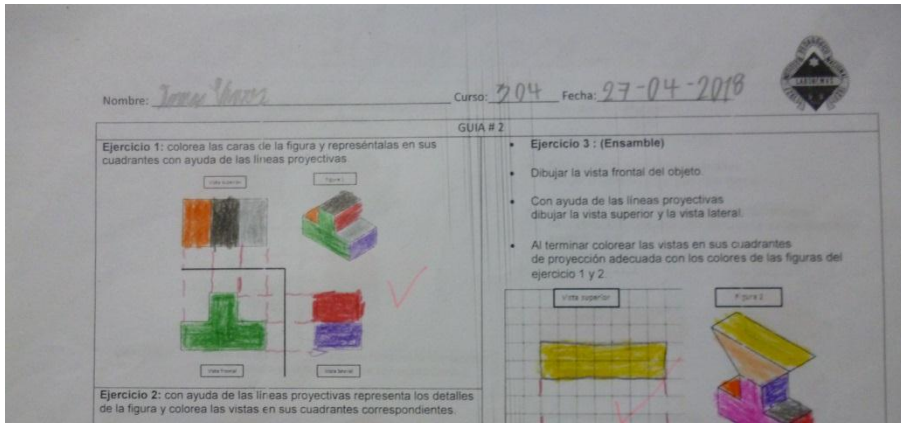 Nombre: Curso: 304 Fecha: 27-04-2018
LABOREMUS
GUIA # 2
Ejercicio 1: colorea las caras de la figura y represéntalas en sus
cuadrantes con ayuda de las líneas proyectivas.
Vista superior
Figura 1
Vista frontal
Vista lateral
Ejercicio 2: con ayuda de las líneas proyectivas representa los detalles
de la figura y colorea las vistas en sus cuadrantes correspondientes.
• Ejercicio 3 : (Ensamble)
• Dibujar la vista frontal del objeto
• Con ayuda de las líneas proyectivas
dibujar la vista superior y la vista lateral.
• Al terminar colorear las vistas en sus cuadrantes
de proyección adecuada con los colores de las figuras del
ejercicio 1 y 2
Vista superior
Figura 2